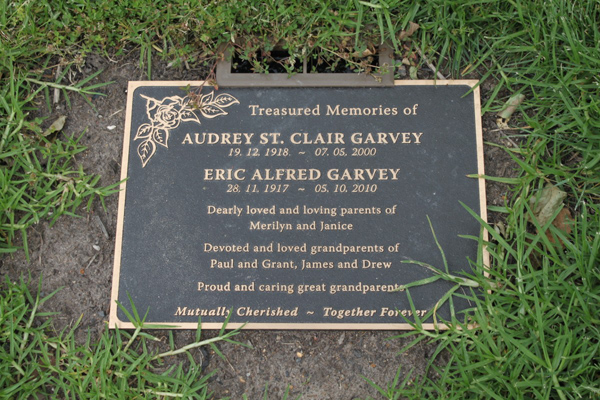 Treasured Memories of
AUDREY ST. CLAIR GARVEY
19. 12. 1918. ~ 07. 05. 2000
ERIC ALFRED GARVEY
28. 11. 1917 ~ 05. 10. 2010
Dearly loved and loving parents of
Merilyn and Janice
Devoted and loved grandparents of
Paul and Grant, James and Drew
Proud and caring great grandparents
Mutually Cherished ~ Together Forever